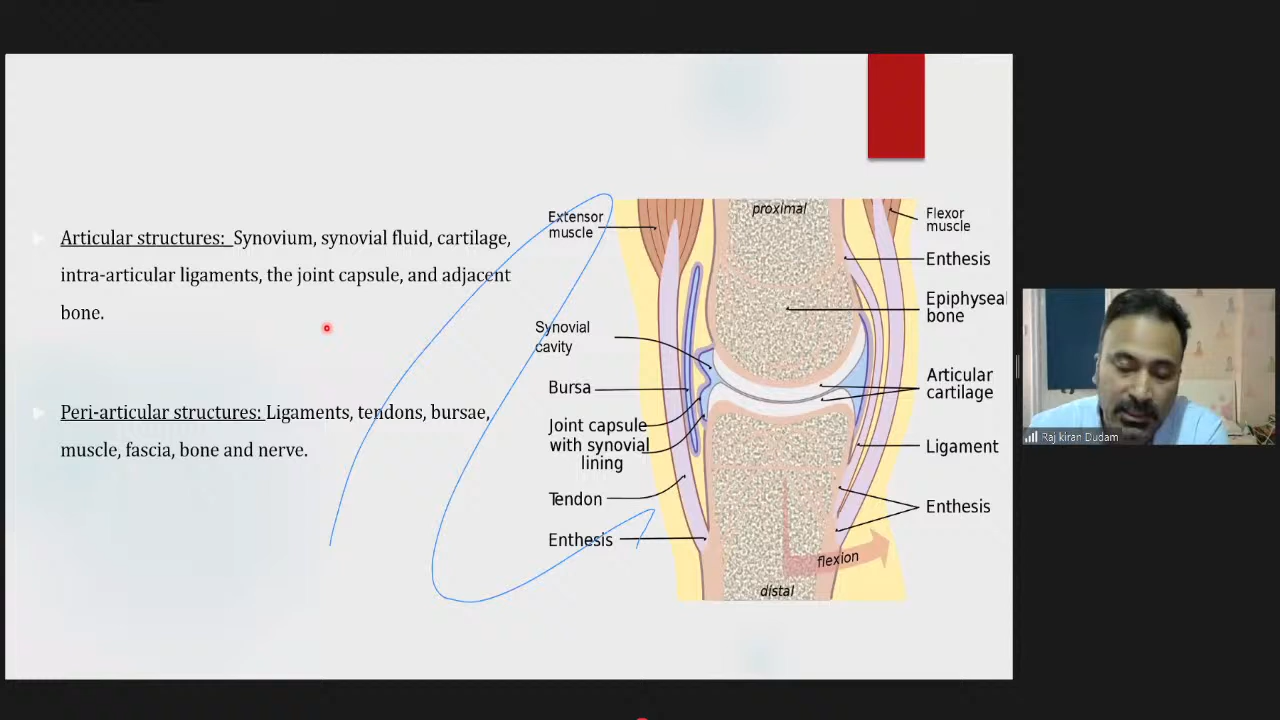 Articular structures: Synovium, synovial fluid, cartilage,
intra-articular ligaments, the joint capsule, and adjacent
bone.
Peri-articular structures: Ligaments, tendons, bursae,
muscle, fascia, bone and nerve.
proximal
Extensor
muscle
Synovial
cavity
Bursa
Joint capsule
with synovial
lining
Tendon
Enthesis
Flexor
muscle
Enthesis
Epiphyseal
bone
Articular
cartilage
Ligament
Enthesis
flexion
distal
Raj kiran Dudam